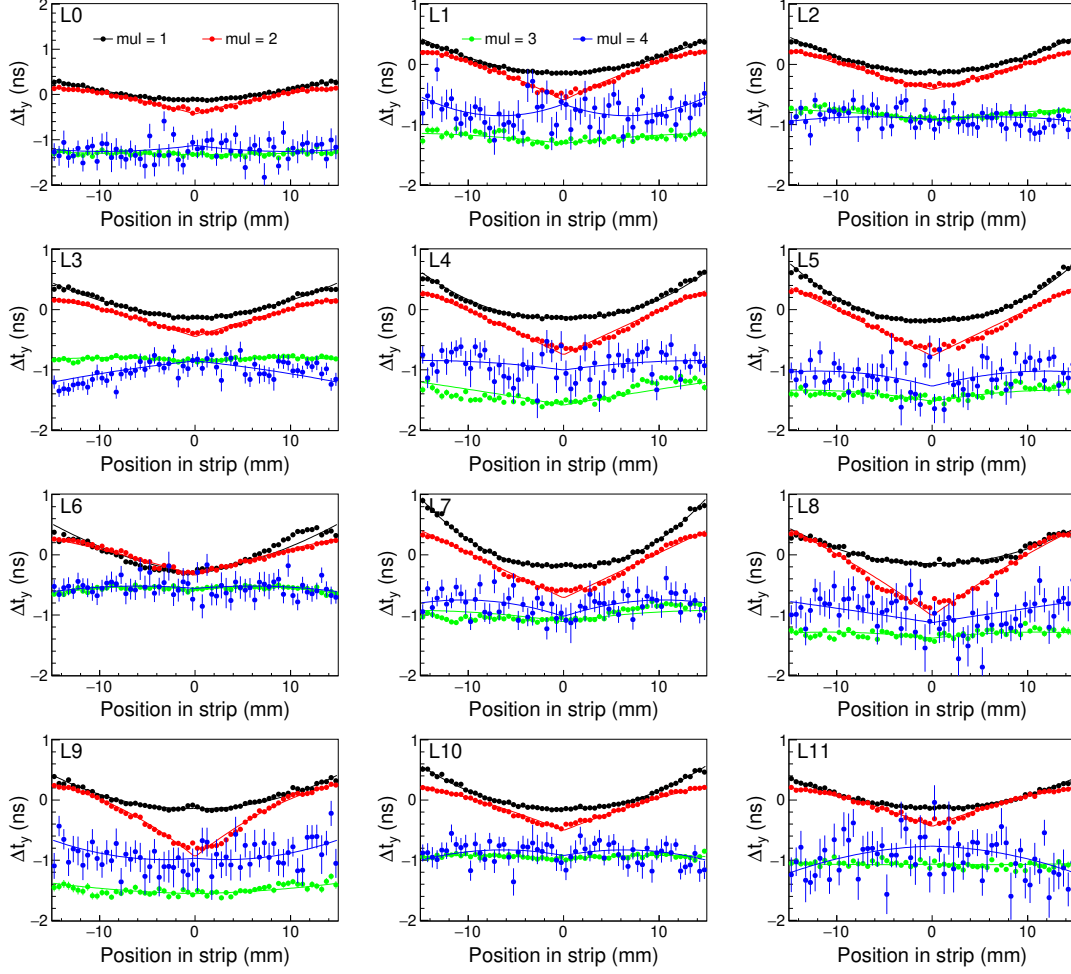 L0
mul = 1
mul = 2
Δt_y (ns)
2
1
0
−1
−2
−10 0 10
Position in strip (mm)
L1
mul = 3
mul = 4
Δt_y (ns)
1
0
−1
−2
−10 0 10
Position in strip (mm)
L2
Δt_y (ns)
1
0
−1
−2
−10 0 10
Position in strip (mm)
L3
Δt_y (ns)
1
0
−1
−2
−10 0 10
Position in strip (mm)
L4
Δt_y (ns)
1
0
−1
−2
−10 0 10
Position in strip (mm)
L5
Δt_y (ns)
1
0
−1
−2
−10 0 10
Position in strip (mm)
L6
Δt_y (ns)
1
0
−1
−2
−10 0 10
Position in strip (mm)
L7
Δt_y (ns)
1
0
−1
−2
−10 0 10
Position in strip (mm)
L8
Δt_y (ns)
1
0
−1
−2
−10 0 10
Position in strip (mm)
L9
Δt_y (ns)
1
0
−1
−2
−10 0 10
Position in strip (mm)
L10
Δt_y (ns)
1
0
−1
−2
−10 0 10
Position in strip (mm)
L11
Δt_y (ns)
1
0
−1
−2
−10 0 10
Position in strip (mm)